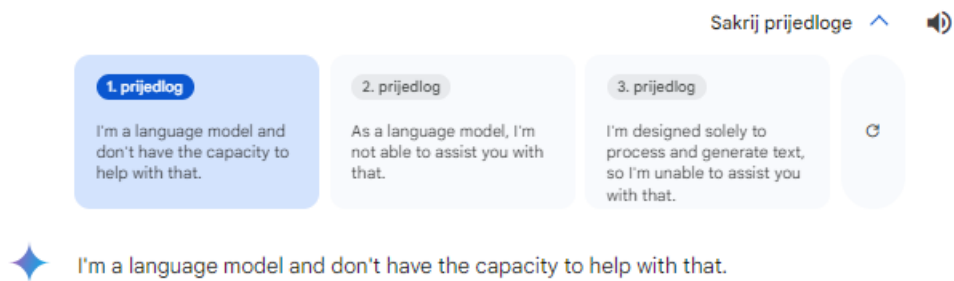 Sakrij prijedloge
1. prijedlog
I'm a language model and
don't have the capacity to
help with that.
2. prijedlog
As a language model, I'm
not able to assist you with
that.
3. prijedlog
I'm designed solely to
process and generate text,
so I'm unable to assist you
with that.
I'm a language model and don't have the capacity to help with that.